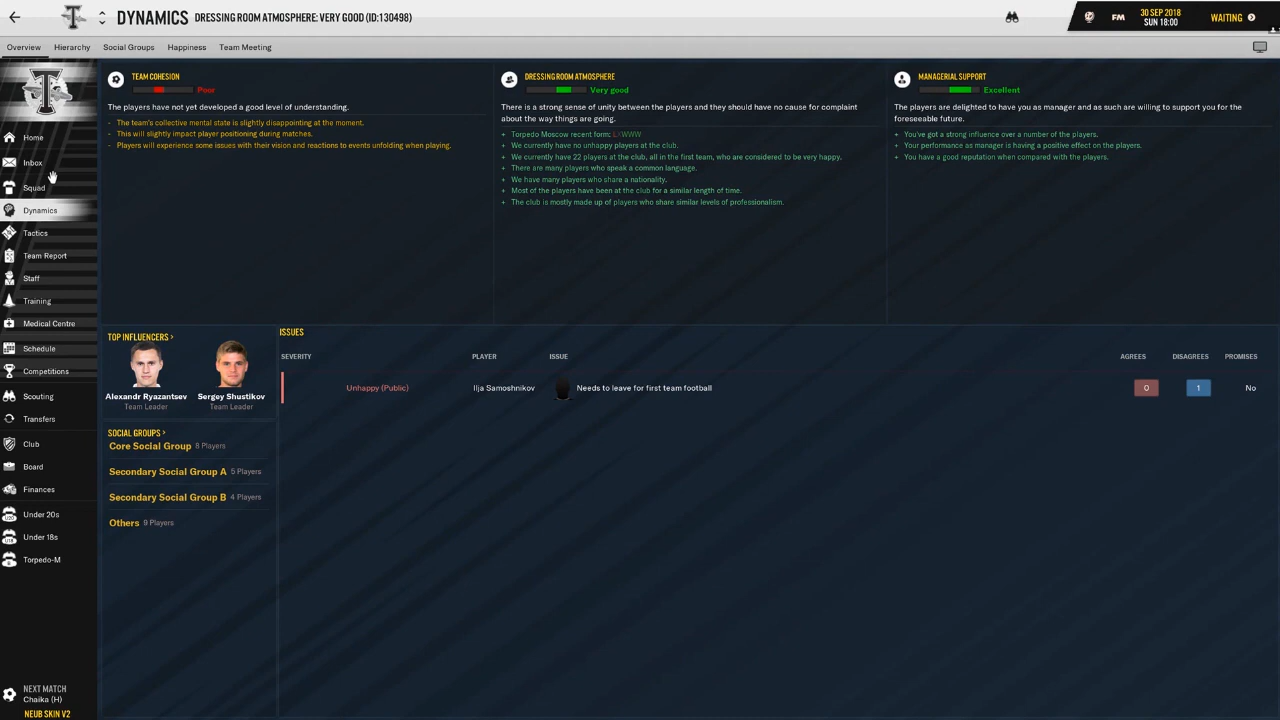 DYNAMICS
DRESSING ROOM ATMOSPHERE: VERY GOOD (ID:130498)
FM
30 SEP 2018
SUN 18:00
WAITING
Overview
Hierarchy
Social Groups
Happiness
Team Meeting
Home
Inbox
Squad
Dynamics
Tactics
Team Report
Staff
Training
Medical Centre
Schedule
Competitions
Scouting
Transfers
Club
Board
Finances
Under 20s
Under 18s
Torpedo-M
NEXT MATCH
Chaika (H)
NEUB SKIN V2
TEAM COHESION
Poor
The players have not yet developed a good level of understanding.
- The team's collective mental state is slightly disappointing at the moment.
- This will slightly impact player positioning during matches.
- Players will experience some issues with their vision and reactions to events unfolding when playing.
DRESSING ROOM ATMOSPHERE
Very good
There is a strong sense of unity between the players and they should have no cause for complaint
about the way things are going.
+ Torpedo Moscow recent form: LXWWW
+ We currently have no unhappy players at the club.
+ We currently have 22 players at the club, all in the first team, who are considered to be very happy.
+ There are many players who speak a common language.
+ We have many players who share a nationality.
+ Most of the players have been at the club for a similar length of time.
+ The club is mostly made up of players who share similar levels of professionalism.
MANAGERIAL SUPPORT
Excellent
The players are delighted to have you as manager and as such are willing to support you for the
foreseeable future.
+ You've got a strong influence over a number of the players.
+ Your performance as manager is having a positive effect on the players.
+ You have a good reputation when compared with the players.
TOP INFLUENCERS >
Alexandr Ryazantsev
Team Leader
Sergey Shustikov
Team Leader
SOCIAL GROUPS >
Core Social Group 8 Players
Secondary Social Group A 5 Players
Secondary Social Group B 4 Players
Others 9 Players
ISSUES
SEVERITY PLAYER ISSUE AGREES DISAGREES PROMISES
Unhappy (Public) Ilja Samoshnikov Needs to leave for first team football 0 1 No